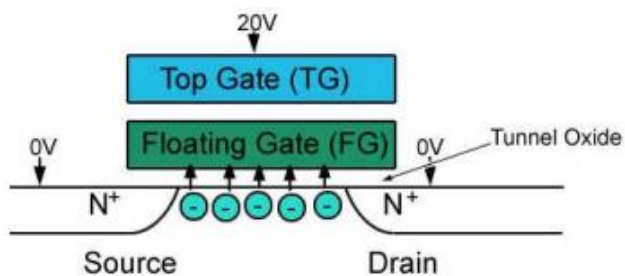 20V
Top Gate (TG)
0V
Floating Gate (FG)
0V
Tunnel Oxide
N+
- - - - -
N+
Source
Drain